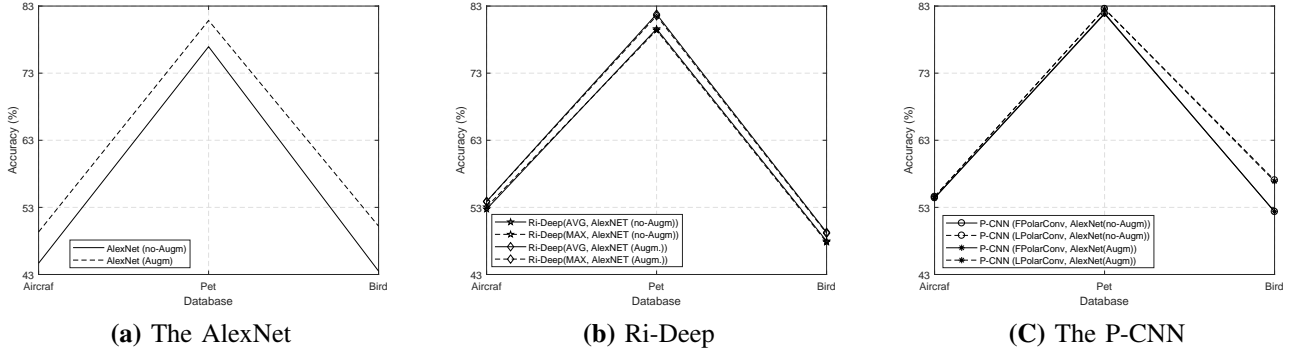 83
73
63
53
43
Accuracy (%)
Aircraf
Pet
Bird
Database
AlexNet (no-Augm)
AlexNet (Augm)
(a) The AlexNet
83
73
63
53
43
Accuracy (%)
Aircraf
Pet
Bird
Database
Ri-Deep(AVG, AlexNET (no-Augm))
Ri-Deep(MAX, AlexNET (no-Augm))
Ri-Deep(AVG, AlexNET (Augm.))
Ri-Deep(MAX, AlexNET (Augm.))
(b) Ri-Deep
83
73
63
53
43
Accuracy (%)
Aircraf
Pet
Bird
Database
P-CNN (FPolarConv, AlexNet(no-Augm))
P-CNN (LPolarConv, AlexNet(no-Augm))
P-CNN (FPolarConv, AlexNet(Augm))
P-CNN (LPolarConv, AlexNet(Augm))
(C) The P-CNN